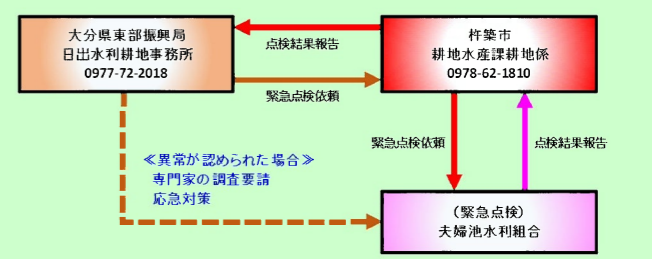 大分県東部振興局
日出水利耕地事務所
0977-72-2018
点検結果報告
緊急点検依頼
杵築市
耕地水産課耕地係
0978-62-1810
緊急点検依頼
点検結果報告
≪異常が認められた場合≫
専門家の調査要請
応急対策
（緊急点検）
夫婦池水利組合